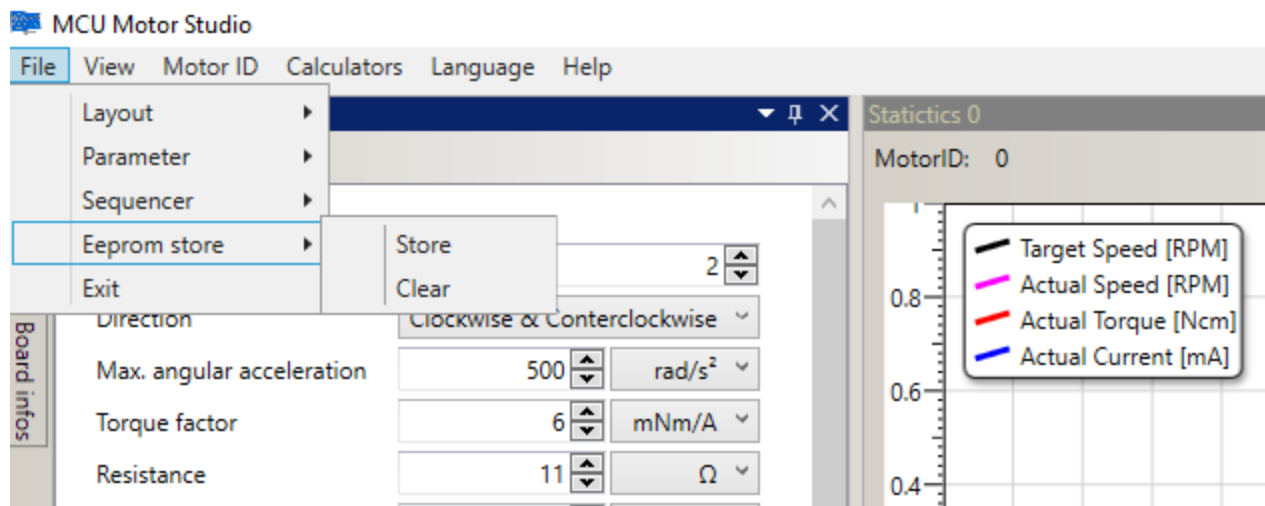 MCU Motor Studio
File View Motor ID Calculators Language Help
Layout
Parameter
Sequencer
Eeprom store
Exit
Store
Clear
2
Direction Clockwise & Conterclockwise
Max. angular acceleration 500 rad/s²
Torque factor 6 mNm/A
Resistance 11 Ω
Board infos
Statictics 0
MotorID: 0
1
0.8
0.6
0.4
Target Speed [RPM]
Actual Speed [RPM]
Actual Torque [Ncm]
Actual Current [mA]